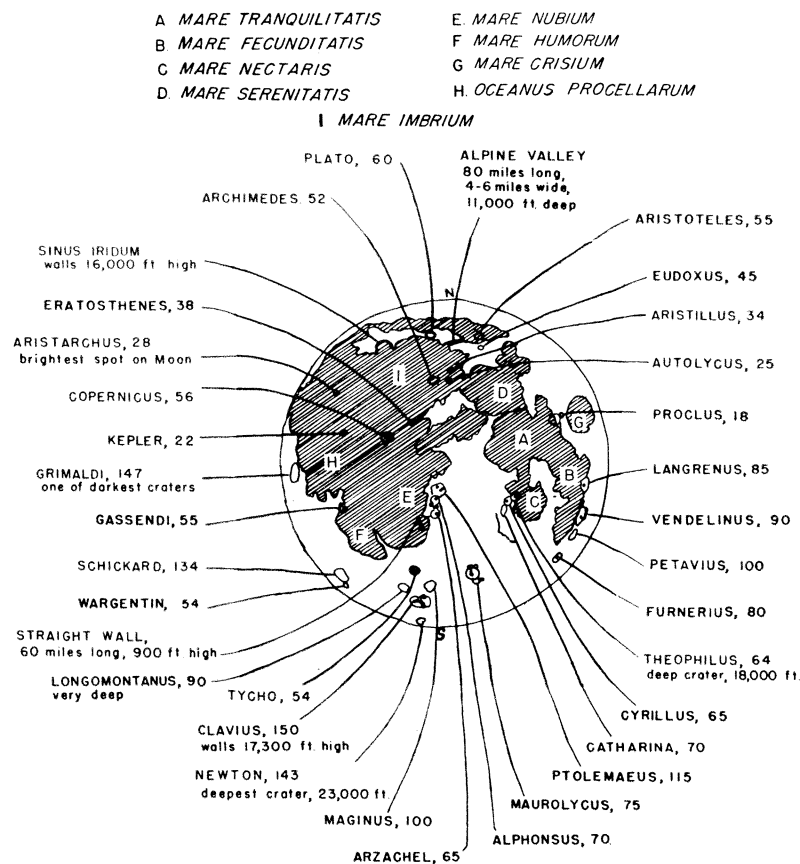 A MARE TRANQUILITATIS
B. MARE FECUNDITATIS
C MARE NECTARIS
D. MARE SERENITATIS
E. MARE NUBIUM
F MARE HUMORUM
G MARE CRISIUM
H. OCEANUS PROCELLARUM
I MARE IMBRIUM
PLATO, 60
ALPINE VALLEY
80 miles long,
4-6 miles wide,
11,000 ft. deep
ARCHIMEDES. 52
ARISTOTELES, 55
SINUS IRIDUM
walls 16,000 ft high
EUDOXUS, 45
N
ERATOSTHENES, 38
ARISTILLUS, 34
ARISTARCHUS, 28
brightest spot on Moon
AUTOLYCUS, 25
I
D
COPERNICUS, 56
PROCLUS, 18
G
A
KEPLER, 22
H
B
GRIMALDI, 147
one of darkest craters
LANGRENUS, 85
E
C
GASSENDI, 55
VENDELINUS, 90
F
SCHICKARD, 134
PETAVIUS, 100
WARGENTIN, 54
FURNERIUS, 80
S
STRAIGHT WALL,
60 miles long, 900 ft high
THEOPHILUS, 64
deep crater, 18,000 ft.
LONGOMONTANUS, 90
very deep
TYCHO, 54
CYRILLUS, 65
CLAVIUS, 150
walls 17,300 ft. high
CATHARINA, 70
NEWTON, 143
deepest crater, 23,000 ft.
PTOLEMAEUS, 115
MAUROLYCUS, 75
MAGINUS, 100
ALPHONSUS, 70.
ARZACHEL, 65